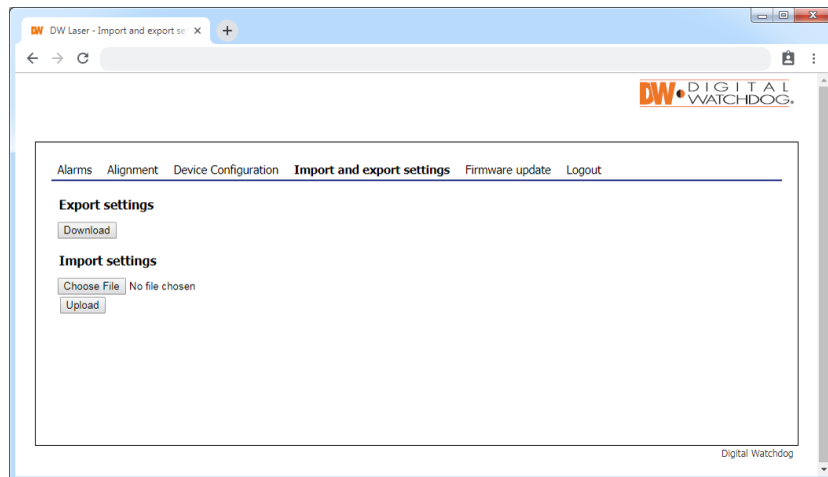 DW DW Laser - Import and export se
DW DIGITAL
WATCHDOG.
Alarms Alignment Device Configuration Import and export settings Firmware update Logout
Export settings
Download
Import settings
Choose File No file chosen
Upload
Digital Watchdog